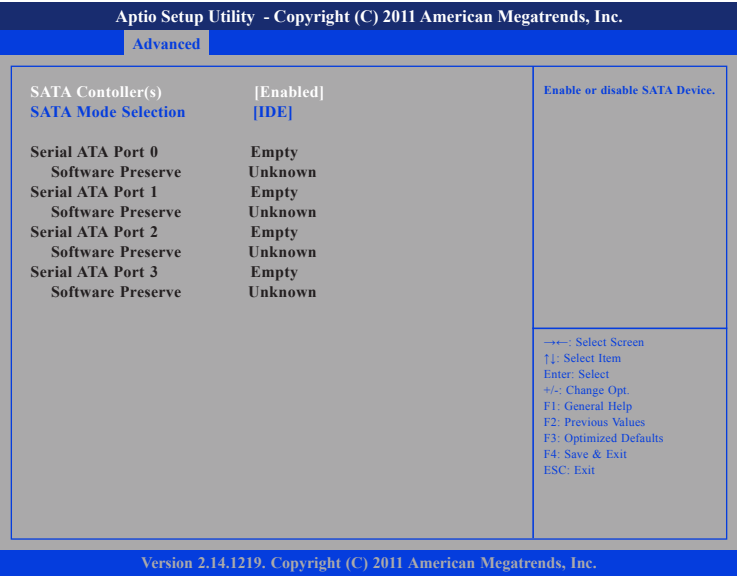 Aptio Setup Utility - Copyright (C) 2011 American Megatrends, Inc.
Advanced
SATA Contoller(s) [Enabled]
SATA Mode Selection [IDE]
Serial ATA Port 0 Empty
Software Preserve Unknown
Serial ATA Port 1 Empty
Software Preserve Unknown
Serial ATA Port 2 Empty
Software Preserve Unknown
Serial ATA Port 3 Empty
Software Preserve Unknown
Enable or disable SATA Device.
→←: Select Screen
↑↓: Select Item
Enter: Select
+/-: Change Opt.
F1: General Help
F2: Previous Values
F3: Optimized Defaults
F4: Save & Exit
ESC: Exit
Version 2.14.1219. Copyright (C) 2011 American Megatrends, Inc.